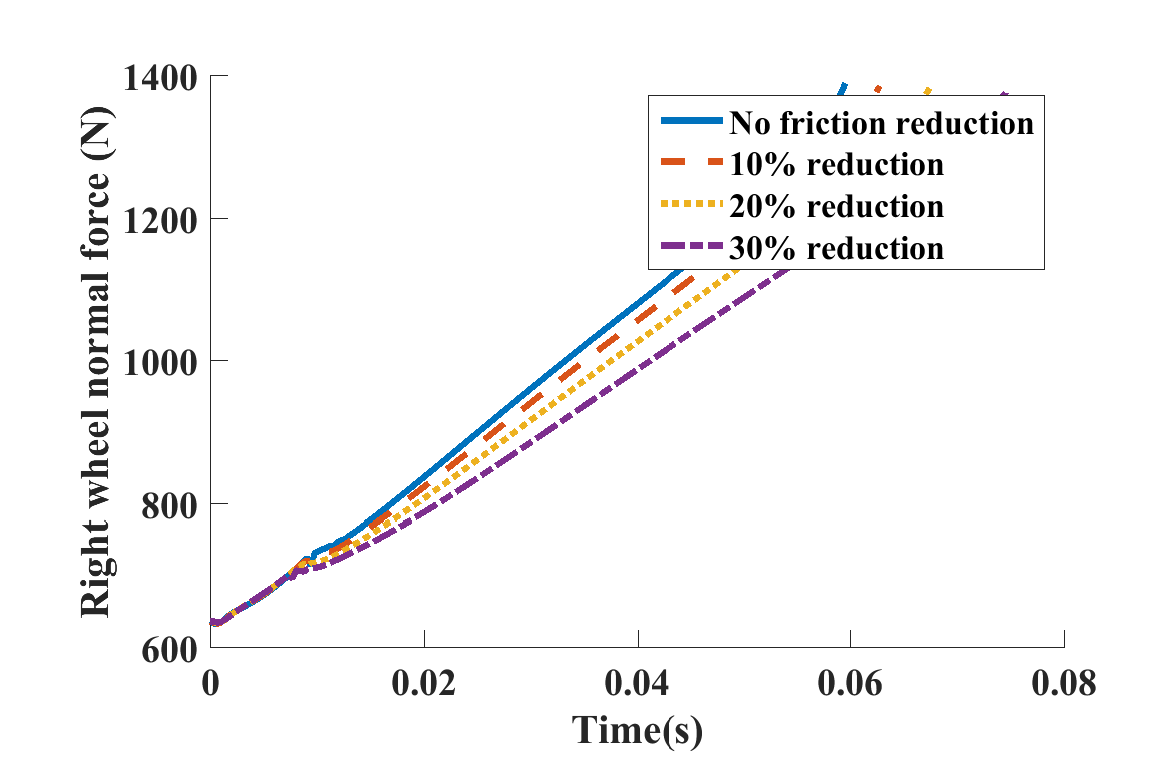 Right wheel normal force (N)
1400
1200
1000
800
600
No friction reduction
10% reduction
20% reduction
30% reduction
0 0.02 0.04 0.06 0.08
Time(s)